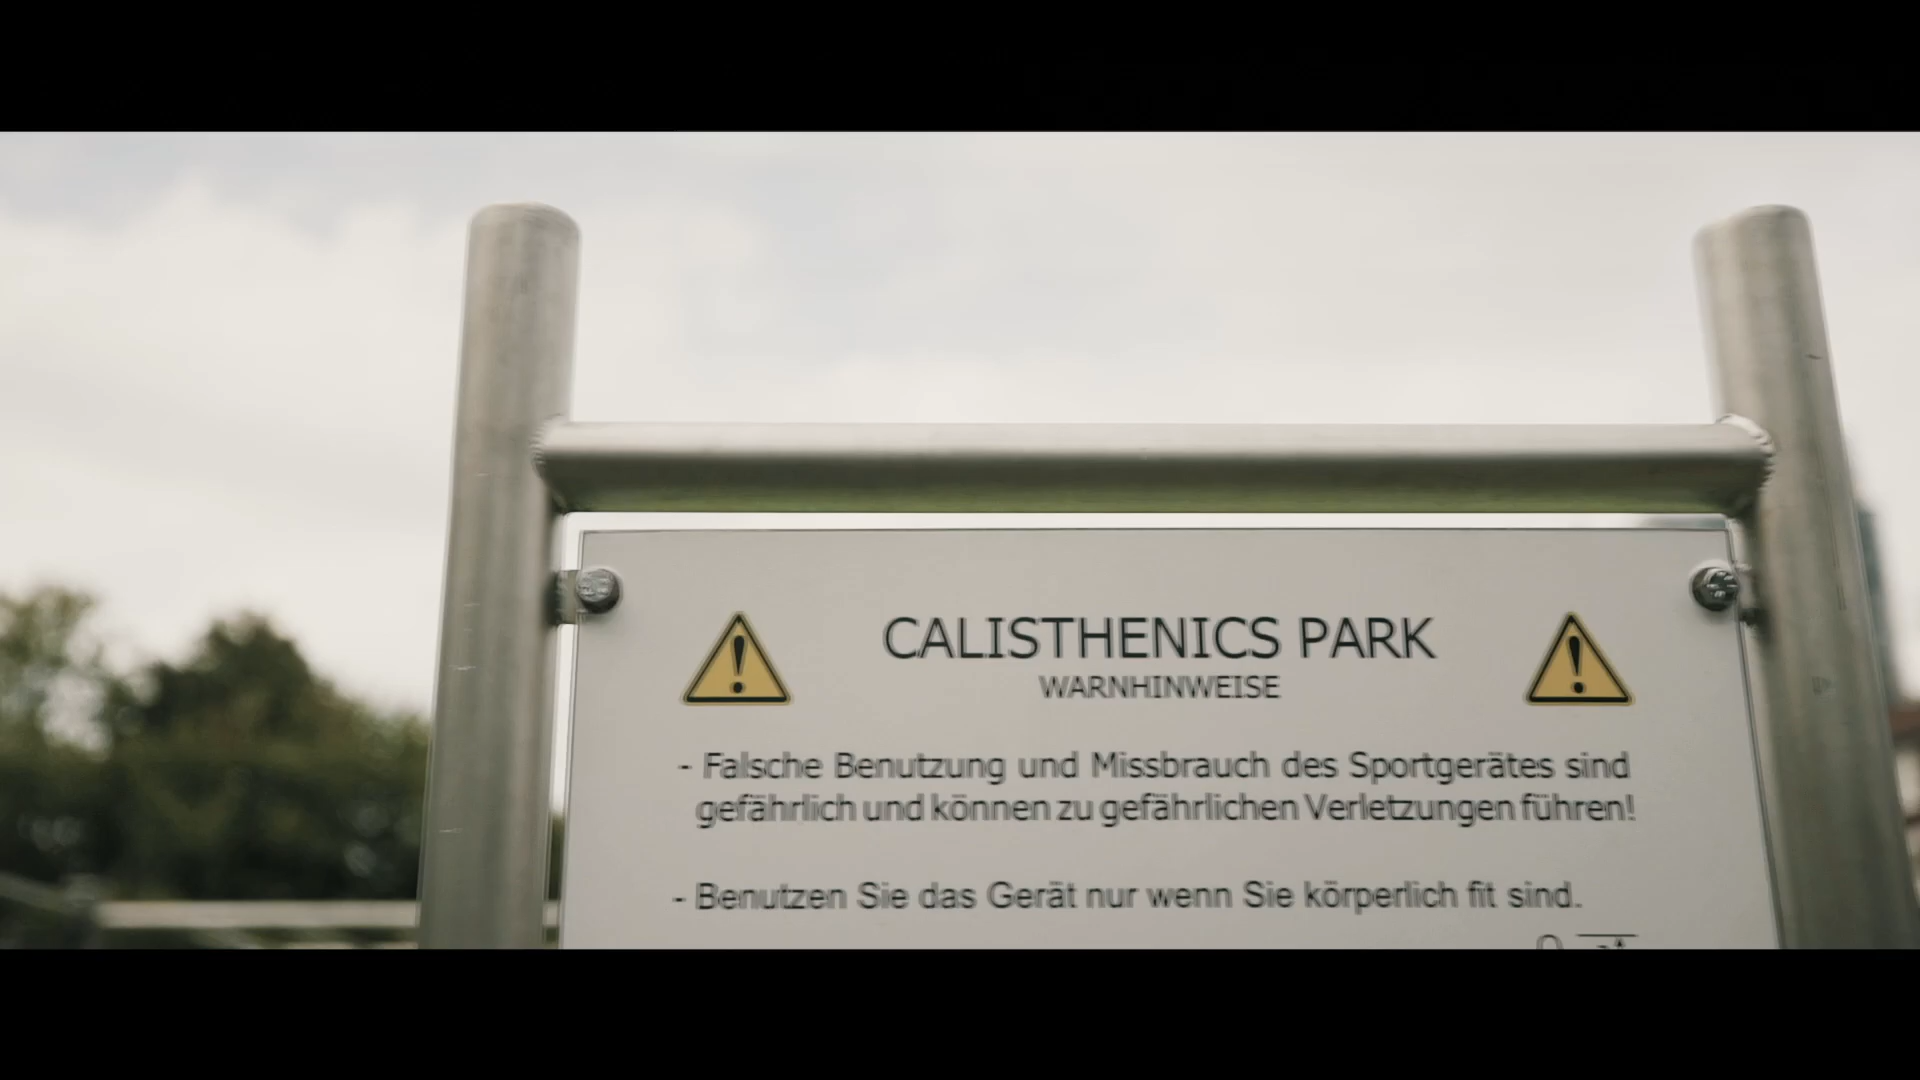 CALISTHENICS PARK
WARNHINWEISE
- Falsche Benutzung und Missbrauch des Sportgerätes sind
gefährlich und können zu gefährlichen Verletzungen führen!
- Benutzen Sie das Gerät nur wenn Sie körperlich fit sind.